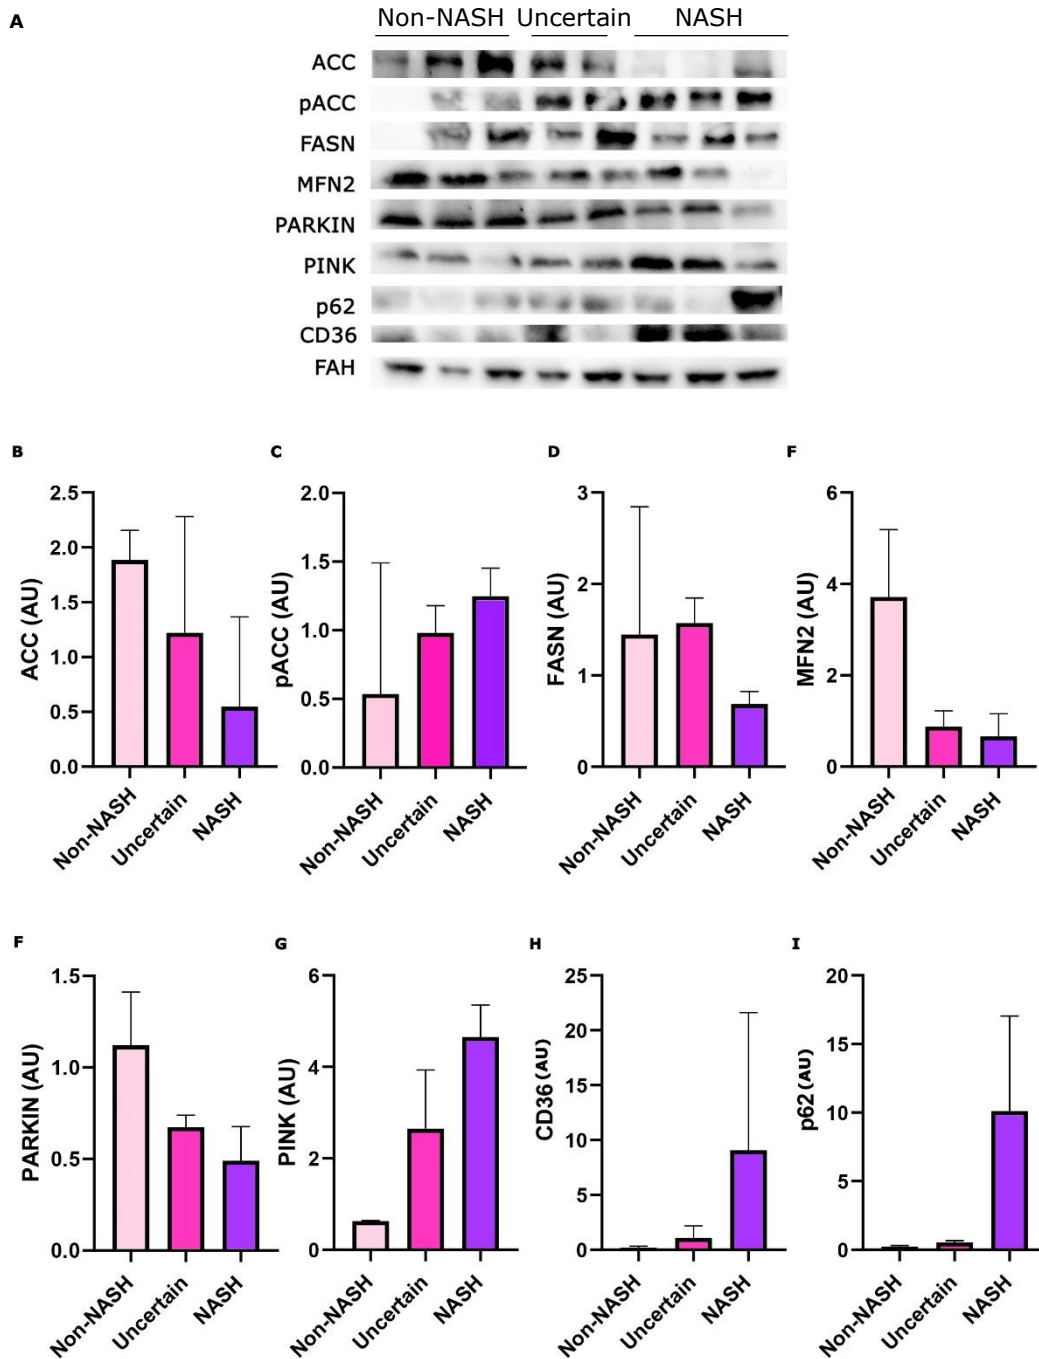 A
Non-NASH Uncertain NASH
ACC
pACC
FASN
MFN2
PARKIN
PINK
p62
CD36
FAH
B
ACC (AU)
2.5
2.0
1.5
1.0
0.5
0.0
Non-NASH
Uncertain
NASH
C
pACC (AU)
2.0
1.5
1.0
0.5
0.0
Non-NASH
Uncertain
NASH
D
FASN (AU)
3
2
1
0
Non-NASH
Uncertain
NASH
F
MFN2 (AU)
6
4
2
0
Non-NASH
Uncertain
NASH
F
PARKIN (AU)
1.5
1.0
0.5
0.0
Non-NASH
Uncertain
NASH
G
PINK (AU)
6
4
2
0
Non-NASH
Uncertain
NASH
H
CD36 (AU)
25
20
15
10
5
0
Non-NASH
Uncertain
NASH
I
p62 (AU)
20
15
10
5
0
Non-NASH
Uncertain
NASH